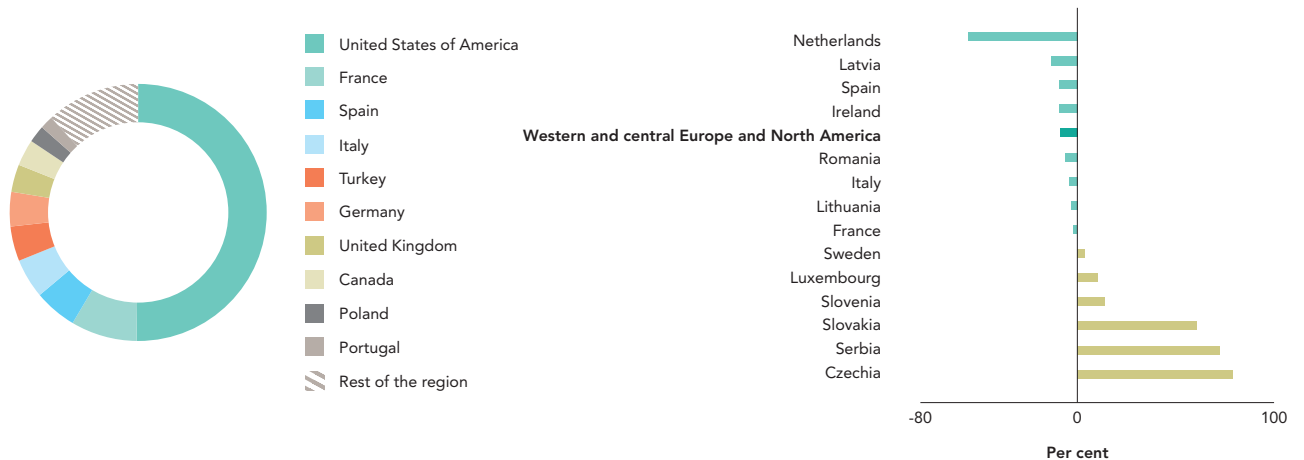 United States of America
France
Spain
Italy
Turkey
Germany
United Kingdom
Canada
Poland
Portugal
Rest of the region
Netherlands
Latvia
Spain
Ireland
Western and central Europe and North America
Romania
Italy
Lithuania
France
Sweden
Luxembourg
Slovenia
Slovakia
Serbia
Czechia
-80 0 100
Per cent